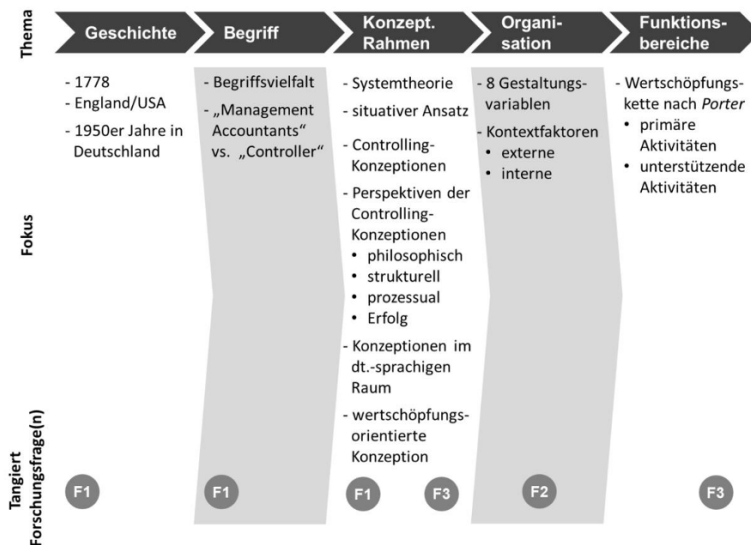 Thema
Geschichte
Begriff
Konzept.
Rahmen
Organi-
sation
Funktions-
bereiche
Fokus
- 1778
- England/USA
- 1950er Jahre in
Deutschland
- Begriffsvielfalt
- „Management
Accountants“
vs. „Controller“
- Systemtheorie
- situativer Ansatz
- Controlling-
Konzeptionen
- Perspektiven der
Controlling-
Konzeptionen
• philosophisch
• strukturell
• prozessual
• Erfolg
- Konzeptionen im
dt.-sprachigen
Raum
- wertschöpfungs-
orientierte
Konzeption
- 8 Gestaltungs-
variablen
- Kontextfaktoren
• externe
• interne
- Wertschöpfungs-
kette nach Porter
• primäre
Aktivitäten
• unterstützende
Aktivitäten
Tangiert
Forschungsfrage(n)
F1
F1
F1
F3
F2
F3